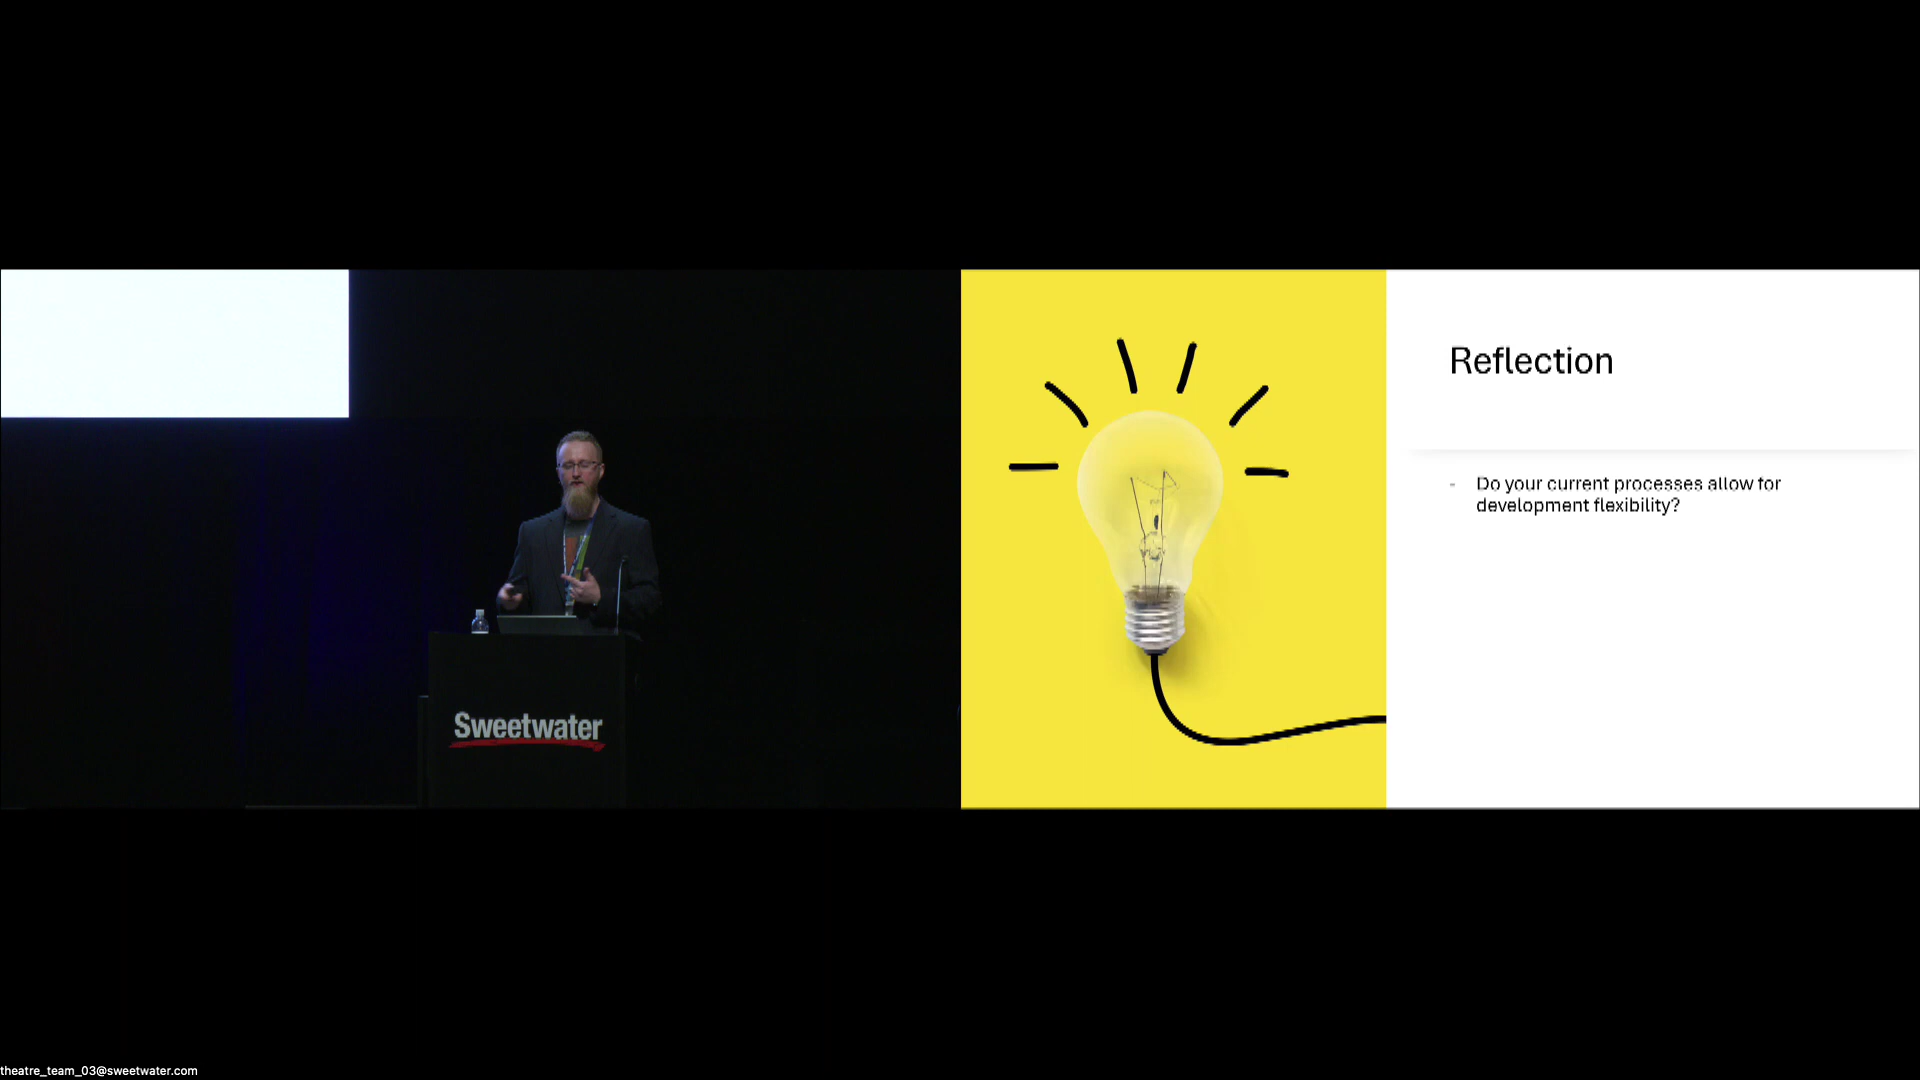 Reflection
- Do your current processes allow for
development flexibility?
Sweetwater
theatre_team_03@sweetwater.com